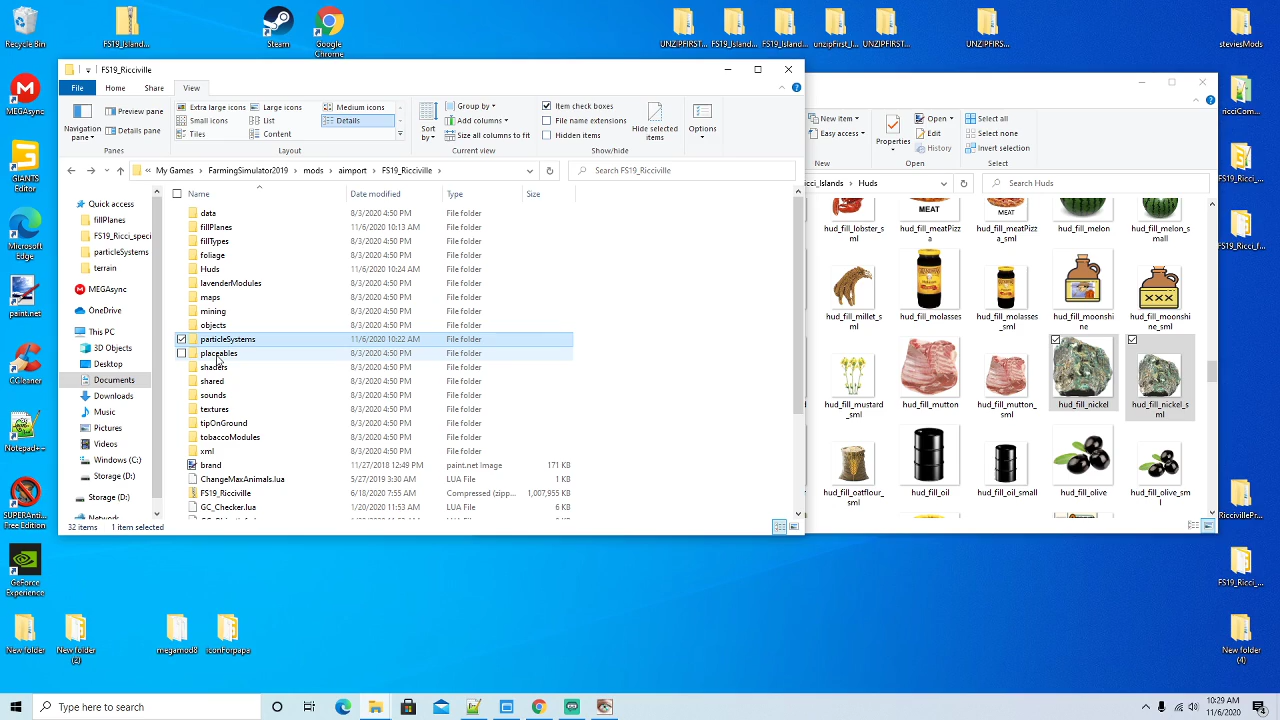 Recycle Bin
FS19_Island...
Steam
Google Chrome
UNZIPFIRST...
FS19_Island...
FS19_Island...
unzipFirst_I...
UNZIPFIRST...
UNZIPFIRS...
steviesMods
MEGAsync
GIANTS Editor
Microsoft Edge
paint.net
CCleaner
Notepad++
SUPERAnti... Free Edition
GeForce Experience
New folder
New folder (2)
megamod8
iconForpapa
ricciCom...
FS19_Ricci_...
FS19_Ricci_f...
RiccivillePr...
FS19_Ricci_...
New folder (4)
FS19_Ricciville
File Home Share View
Navigation pane
Preview pane
Details pane
Panes
Extra large icons Large icons Medium icons
Small icons List Details
Tiles Content
Layout
Sort by
Group by
Add columns
Size all columns to fit
Current view
Item check boxes
File name extensions
Hidden items
Hide selected items
Show/hide
Options
My Games > FarmingSimulator2019 > mods > aimport > FS19_Ricciville >
Search FS19_Ricciville
Name Date modified Type Size
Quick access
fillPlanes
FS19_Ricci_speci
particleSystems
terrain
MEGAsync
OneDrive
This PC
3D Objects
Desktop
Documents
Downloads
Music
Pictures
Videos
Windows (C:)
Storage (D:)
Storage (D:)
data 8/3/2020 4:50 PM File folder
fillPlanes 11/6/2020 10:13 AM File folder
fillTypes 8/3/2020 4:50 PM File folder
foliage 8/3/2020 4:50 PM File folder
Huds 11/6/2020 10:24 AM File folder
lavenderModules 8/3/2020 4:50 PM File folder
maps 8/3/2020 4:50 PM File folder
mining 8/3/2020 4:50 PM File folder
objects 8/3/2020 4:50 PM File folder
particleSystems 11/6/2020 10:22 AM File folder
placeables 8/3/2020 4:50 PM File folder
shaders 8/3/2020 4:50 PM File folder
shared 8/3/2020 4:50 PM File folder
sounds 8/3/2020 4:50 PM File folder
textures 8/3/2020 4:50 PM File folder
tipOnGround 8/3/2020 4:50 PM File folder
tobaccoModules 8/3/2020 4:50 PM File folder
xml 8/3/2020 4:50 PM File folder
brand 11/27/2018 12:49 PM paint.net Image 171 KB
ChangeMaxAnimals.lua 5/27/2019 3:30 AM LUA File 1 KB
FS19_Ricciville 6/18/2020 7:55 AM Compressed (zipp... 1,007,955 KB
GC_Checker.lua 1/20/2020 11:53 AM LUA File 6 KB
32 items 1 item selected
New item
Easy access
New
Properties
Open
Edit
History
Open
Select all
Select none
Invert selection
Select
icci_Islands > Huds
Search Huds
MEAT
MEAT
hud_fill_lobster_sml
hud_fill_meatPizza
hud_fill_meatPizza_sml
hud_fill_melon
hud_fill_melon_small
XXX
hud_fill_millet_sml
hud_fill_molasses
hud_fill_molasses_sml
hud_fill_moonshine
hud_fill_moonshine_sml
hud_fill_mustard_sml
hud_fill_mutton
hud_fill_mutton_sml
hud_fill_nickel
hud_fill_nickel_sml
hud_fill_oatflour_sml
hud_fill_oil
hud_fill_oil_small
hud_fill_olive
hud_fill_olive_sml
Type here to search
10:29 AM
11/6/2020